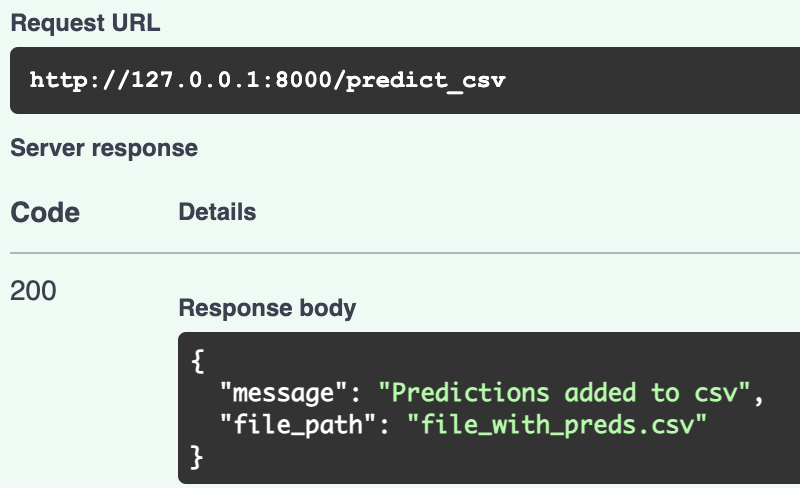 Request URL
http://127.0.0.1:8000/predict_csv
Server response
Code Details
200
Response body
{
"message": "Predictions added to csv",
"file_path": "file_with_preds.csv"
}